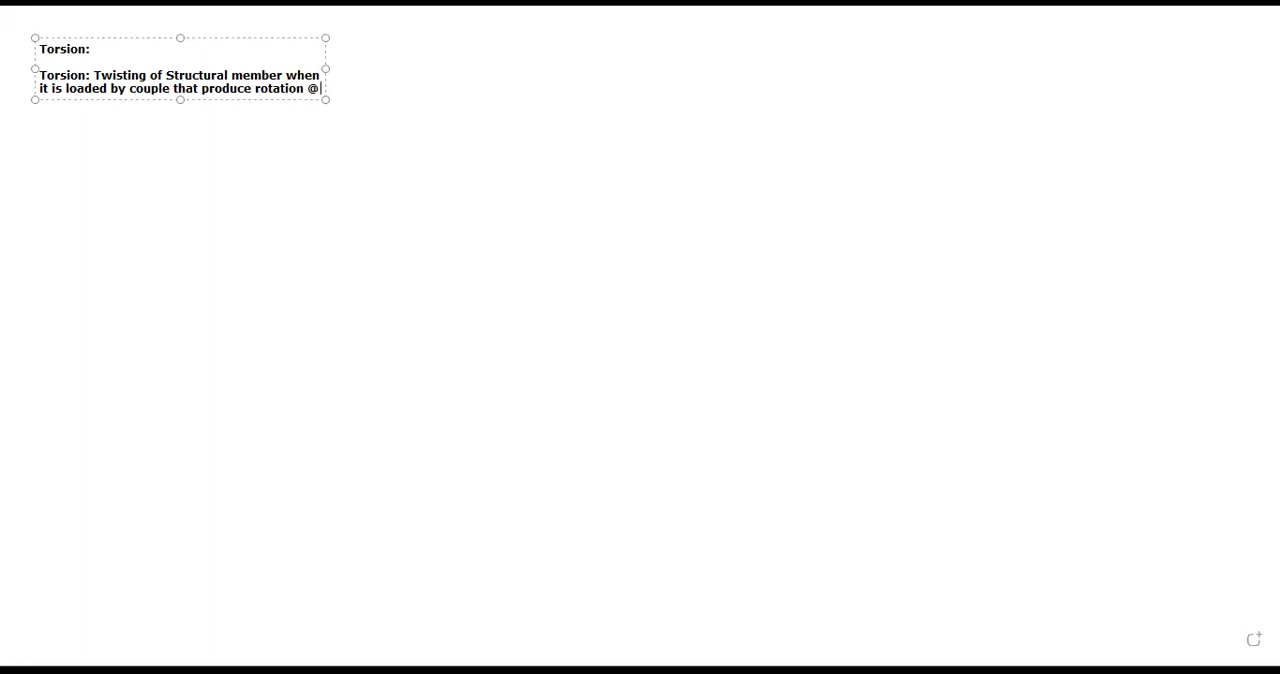 Torsion:
Torsion: Twisting of Structural member when
it is loaded by couple that produce rotation @